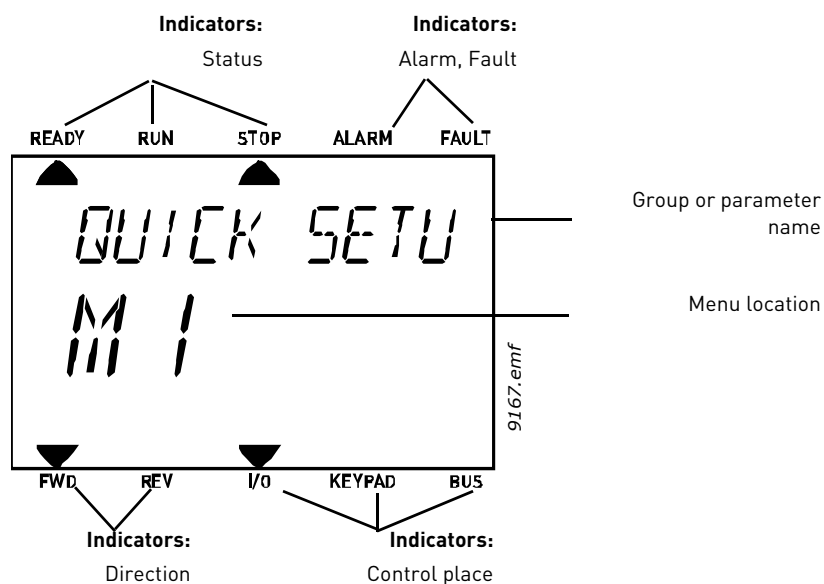 Indicators: Indicators:
Status Alarm, Fault
READY RUN STOP ALARM FAULT
QUICK SETU
Group or parameter
name
M 1
Menu location
9167.emf
FWD REV I/O KEYPAD BUS
Indicators: Indicators:
Direction Control place